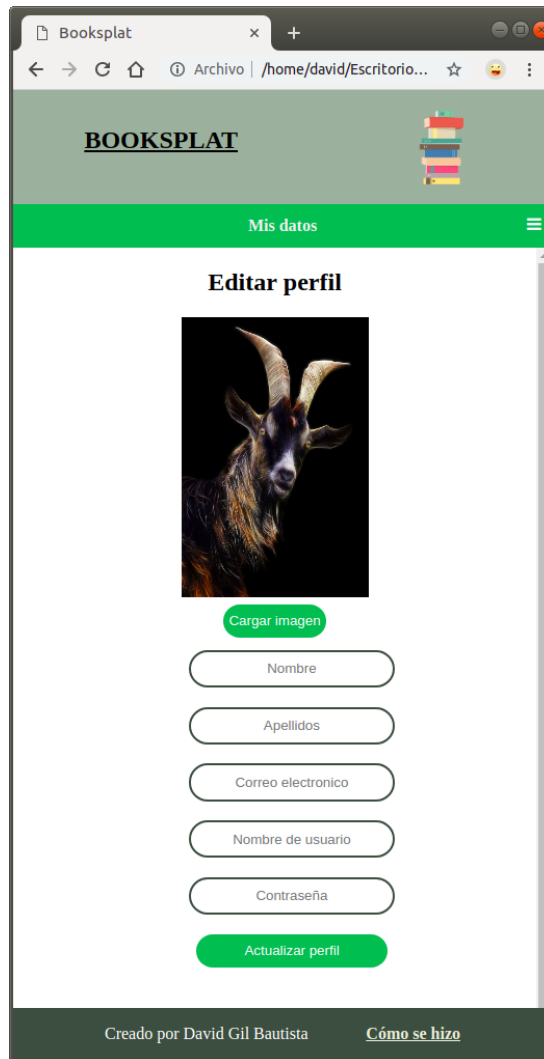 Booksplat
Archivo | /home/david/Escritorio...
BOOKSPLAT
Mis datos
Editar perfil
Cargar imagen
Nombre
Apellidos
Correo electronico
Nombre de usuario
Contraseña
Actualizar perfil
Creado por David Gil Bautista Cómo se hizo